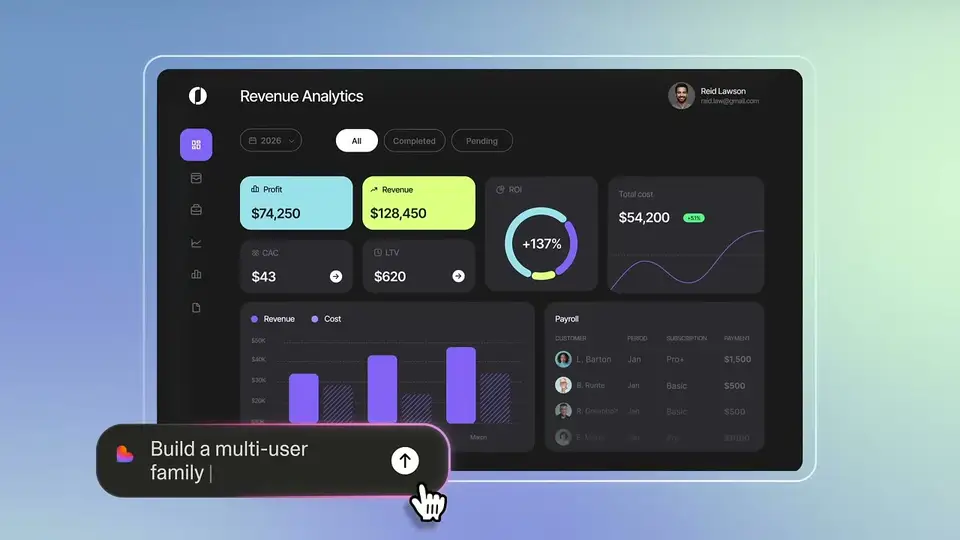 Revenue Analytics
Reid Lawson
reid.law@gmail.com
2026
All
Completed
Pending
Profit
$74,250
Revenue
$128,450
ROI
+137%
Total cost
$54,200
+51%
CAC
$43
LTV
$620
Revenue
Cost
$50K
$40K
$30K
$20K
March
Payroll
CUSTOMER
PERIOD
SUBSCRIPTION
PAYMENT
L. Barton
Jan
Pro+
$1,500
B. Runte
Jan
Basic
$500
Jan
Basic
$500
Build a multi-user
family